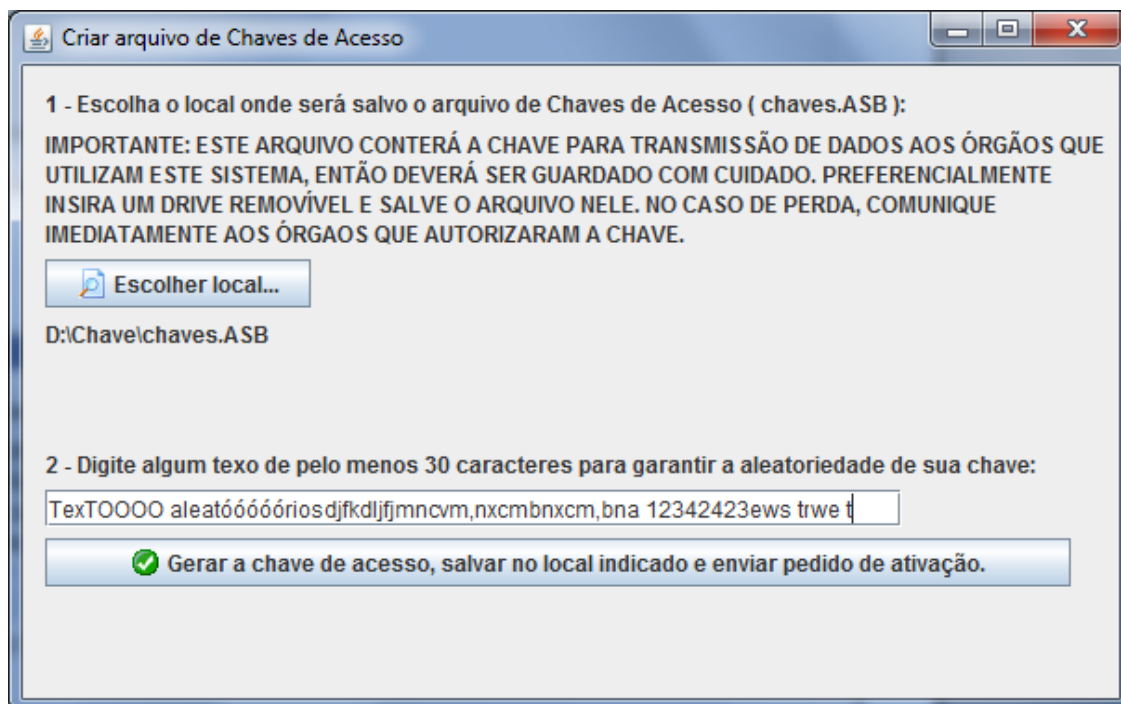 Criar arquivo de Chaves de Acesso
1 - Escolha o local onde será salvo o arquivo de Chaves de Acesso ( chaves.ASB ):
IMPORTANTE: ESTE ARQUIVO CONTERÁ A CHAVE PARA TRANSMISSÃO DE DADOS AOS ÓRGÃOS QUE
UTILIZAM ESTE SISTEMA, ENTÃO DEVERÁ SER GUARDADO COM CUIDADO. PREFERENCIALMENTE
INSIRA UM DRIVE REMOVÍVEL E SALVE O ARQUIVO NELE. NO CASO DE PERDA, COMUNIQUE
IMEDIATAMENTE AOS ÓRGAOS QUE AUTORIZARAM A CHAVE.
Escolher local...
D:\Chave\chaves.ASB
2 - Digite algum texo de pelo menos 30 caracteres para garantir a aleatoriedade de sua chave:
TexTOOOO aleatóóóóóriosdjfkdljfjmncvm,nxcmbnxcm,bna 12342423ews trwe t
Gerar a chave de acesso, salvar no local indicado e enviar pedido de ativação.